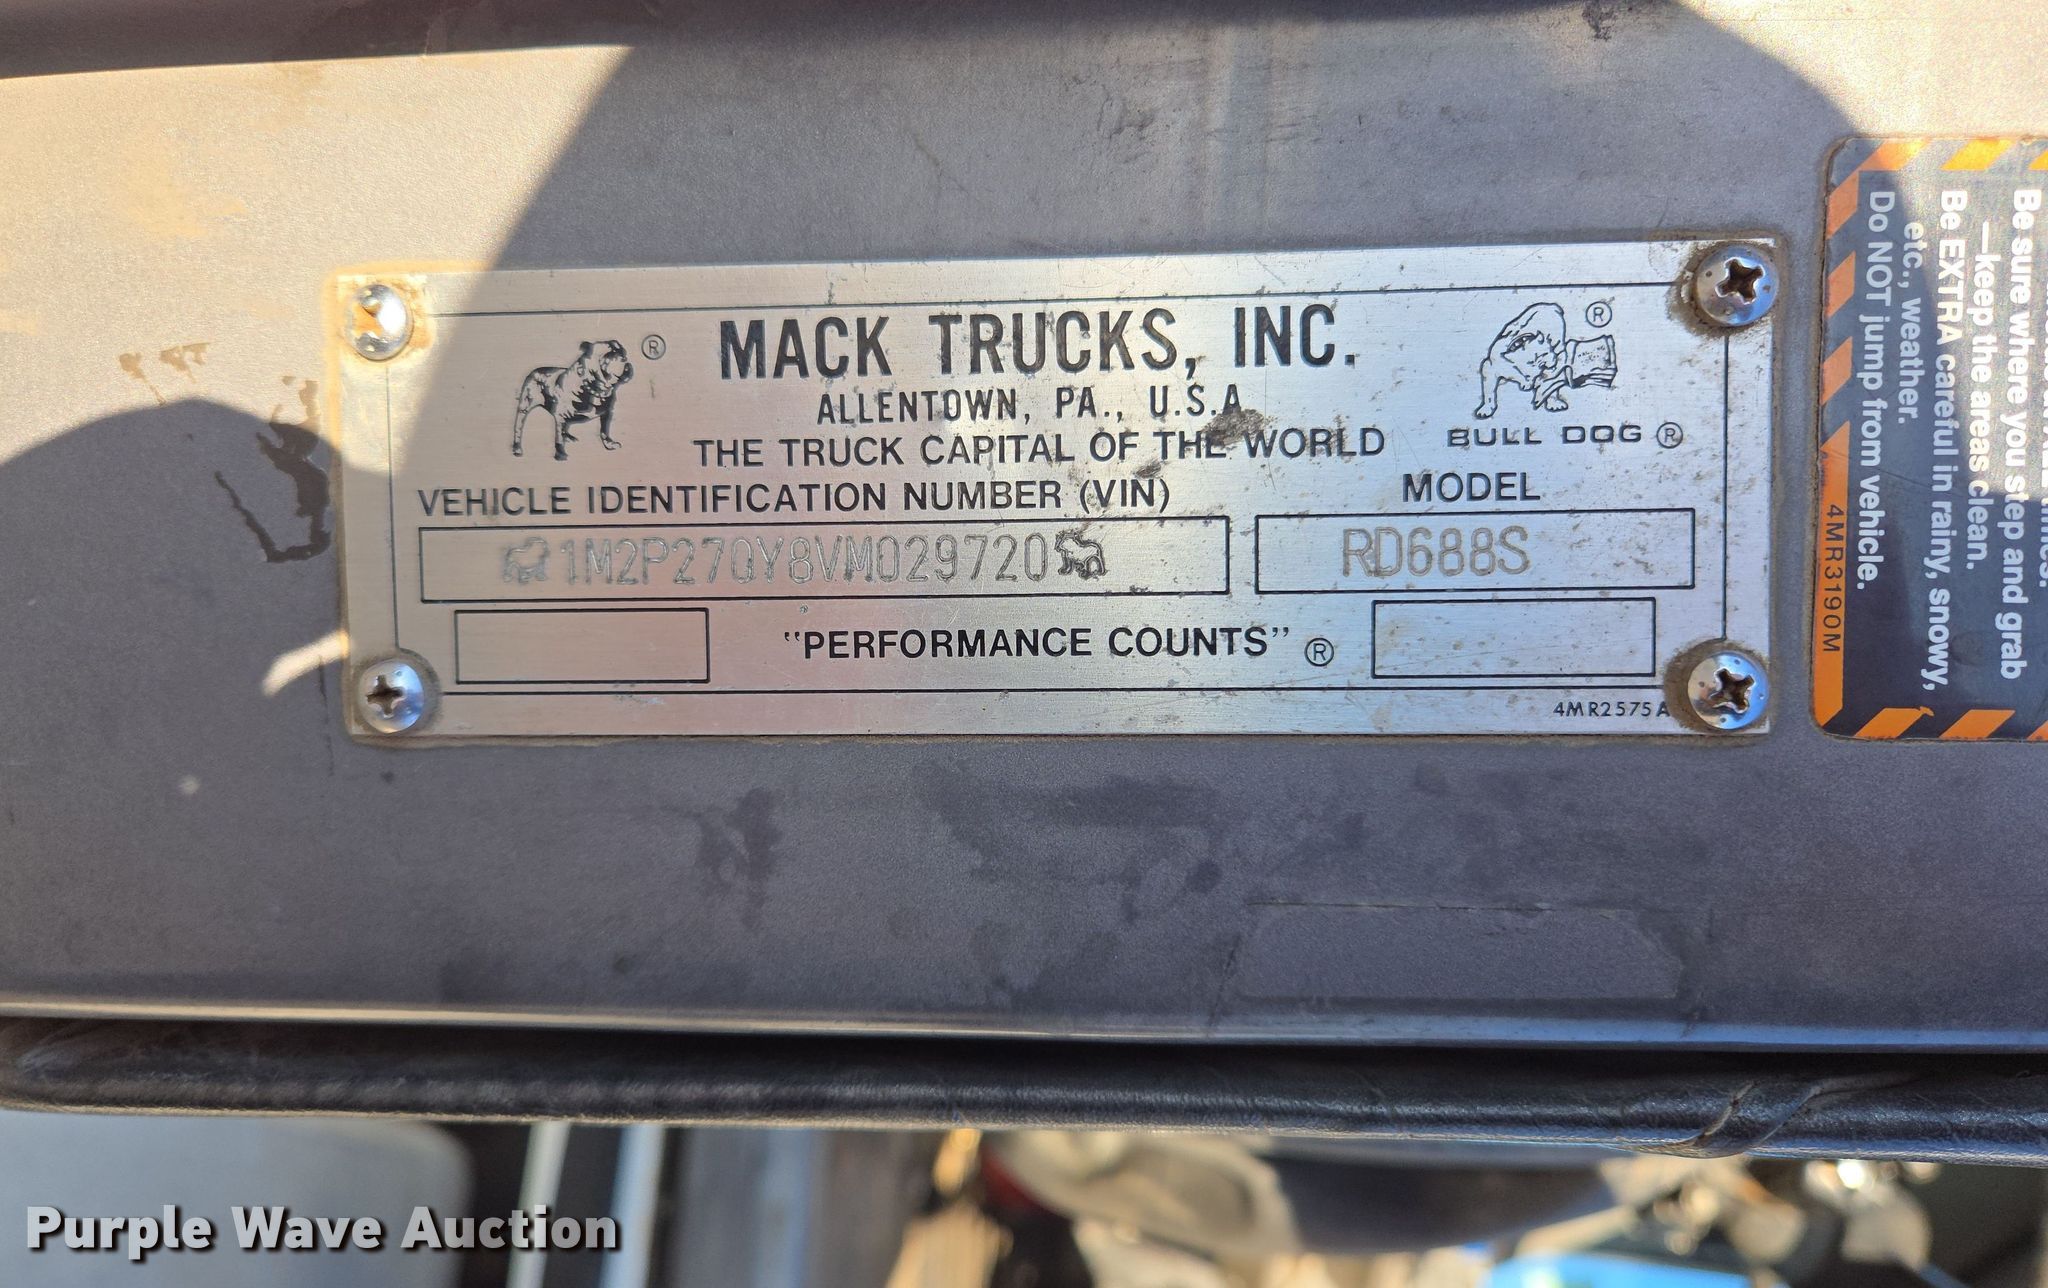 MACK TRUCKS, INC.
ALLENTOWN, PA., U.S.A.
THE TRUCK CAPITAL OF THE WORLD
®
®
BULL DOG ®
VEHICLE IDENTIFICATION NUMBER (VIN)
MODEL
1M2P270Y8VM029720
RD688S
"PERFORMANCE COUNTS" ®
4MR2575A
Be sure where you step and grab
—keep the areas clean.
Be EXTRA careful in rainy, snowy,
etc., weather.
Do NOT jump from vehicle.
4MR3190M
Purple Wave Auction